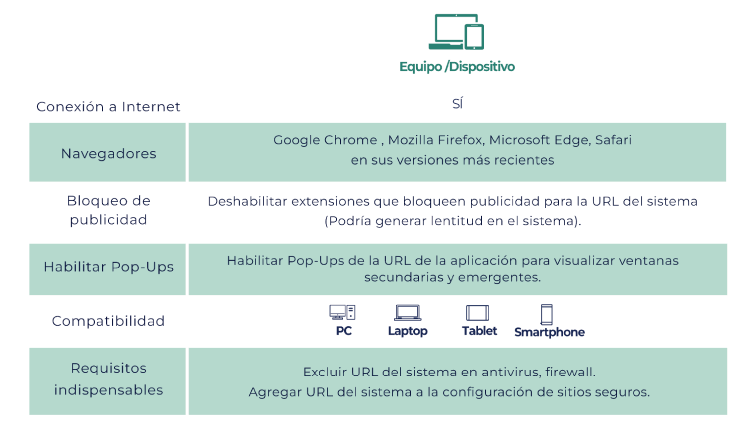 Equipo /Dispositivo
Conexión a Internet
SÍ
Navegadores
Google Chrome , Mozilla Firefox, Microsoft Edge, Safari
en sus versiones más recientes
Bloqueo de
publicidad
Deshabilitar extensiones que bloqueen publicidad para la URL del sistema
(Podría generar lentitud en el sistema).
Habilitar Pop-Ups
Habilitar Pop-Ups de la URL de la aplicación para visualizar ventanas
secundarias y emergentes.
Compatibilidad
PC
Laptop
Tablet
Smartphone
Requisitos
indispensables
Excluir URL del sistema en antivirus, firewall.
Agregar URL del sistema a la configuración de sitios seguros.